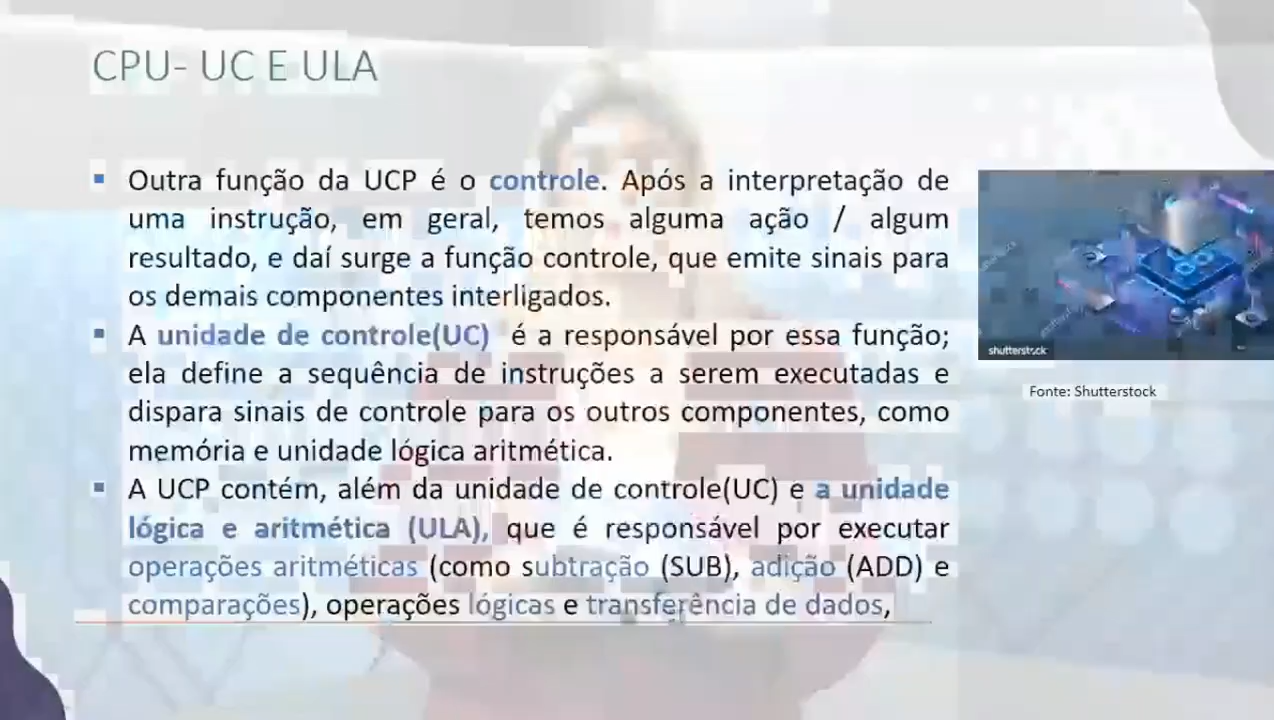 CPU- UC E ULA
Outra função da UCP é o controle. Após a interpretação de
uma instrução, em geral, temos alguma ação / algum
resultado, e daí surge a função controle, que emite sinais para
os demais componentes interligados.
A unidade de controle(UC) é a responsável por essa função;
ela define a sequência de instruções a serem executadas e
dispara sinais de controle para os outros componentes, como
memória e unidade lógica aritmética.
A UCP contém, além da unidade de controle(UC) e a unidade
lógica e aritmética (ULA), que é responsável por executar
operações aritméticas (como subtração (SUB), adição (ADD) e
comparações), operações lógicas e transferência de dados,
shutterstock
Fonte: Shutterstock